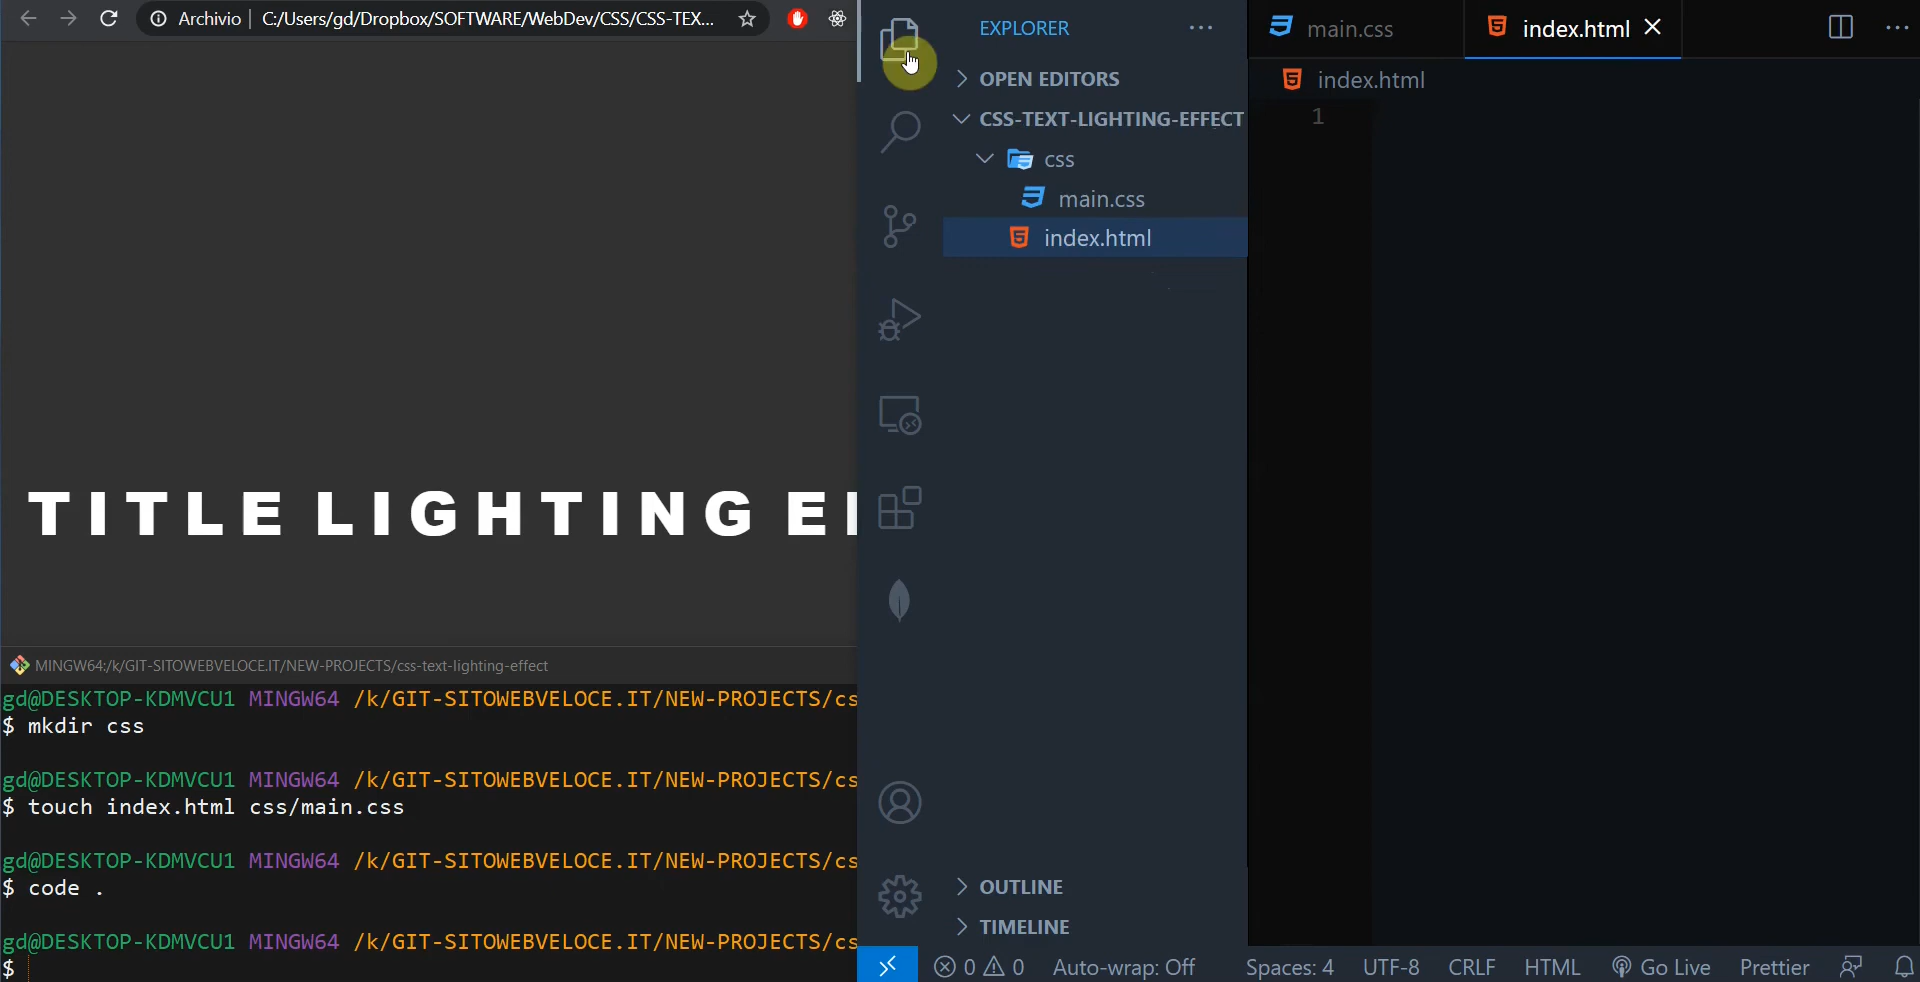 Archivio | C:/Users/gd/Dropbox/SOFTWARE/WebDev/CSS/CSS-TEX...
TITLE LIGHTING E
MINGW64:/k/GIT-SITOWEBVELOCE.IT/NEW-PROJECTS/css-text-lighting-effect
gd@DESKTOP-KDMVCU1 MINGW64 /k/GIT-SITOWEBVELOCE.IT/NEW-PROJECTS/cs
$ mkdir css
gd@DESKTOP-KDMVCU1 MINGW64 /k/GIT-SITOWEBVELOCE.IT/NEW-PROJECTS/cs
$ touch index.html css/main.css
gd@DESKTOP-KDMVCU1 MINGW64 /k/GIT-SITOWEBVELOCE.IT/NEW-PROJECTS/cs
$ code .
gd@DESKTOP-KDMVCU1 MINGW64 /k/GIT-SITOWEBVELOCE.IT/NEW-PROJECTS/cs
$
EXPLORER
OPEN EDITORS
CSS-TEXT-LIGHTING-EFFECT
css
main.css
index.html
OUTLINE
TIMELINE
main.css
index.html
index.html
1
0 0 Auto-wrap: Off Spaces: 4 UTF-8 CRLF HTML Go Live Prettier